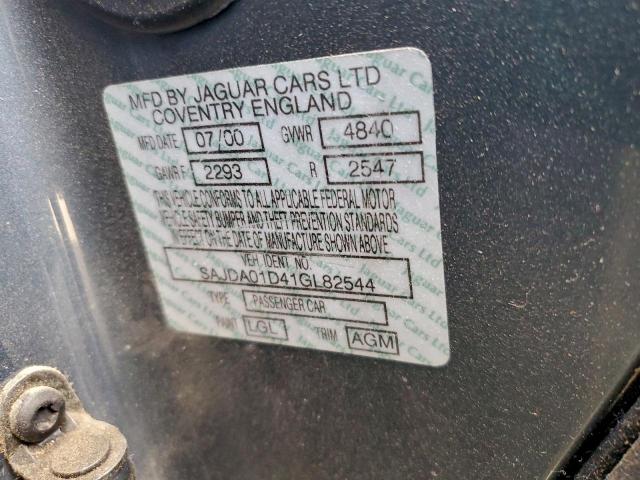 MFD BY JAGUAR CARS LTD
COVENTRY ENGLAND
MFD DATE 07/00 GVWR 4840
GAWR F 2293 R 2547
THIS VEHICLE CONFORMS TO ALL APPLICABLE FEDERAL MOTOR
VEHICLE SAFETY BUMPER AND THEFT PREVENTION STANDARDS
IN EFFECT ON THE DATE OF MANUFACTURE SHOWN ABOVE
VEH IDENT NO.
SAJDA01D41GL82544
TYPE PASSENGER CAR
PAINT LGL TRIM AGM